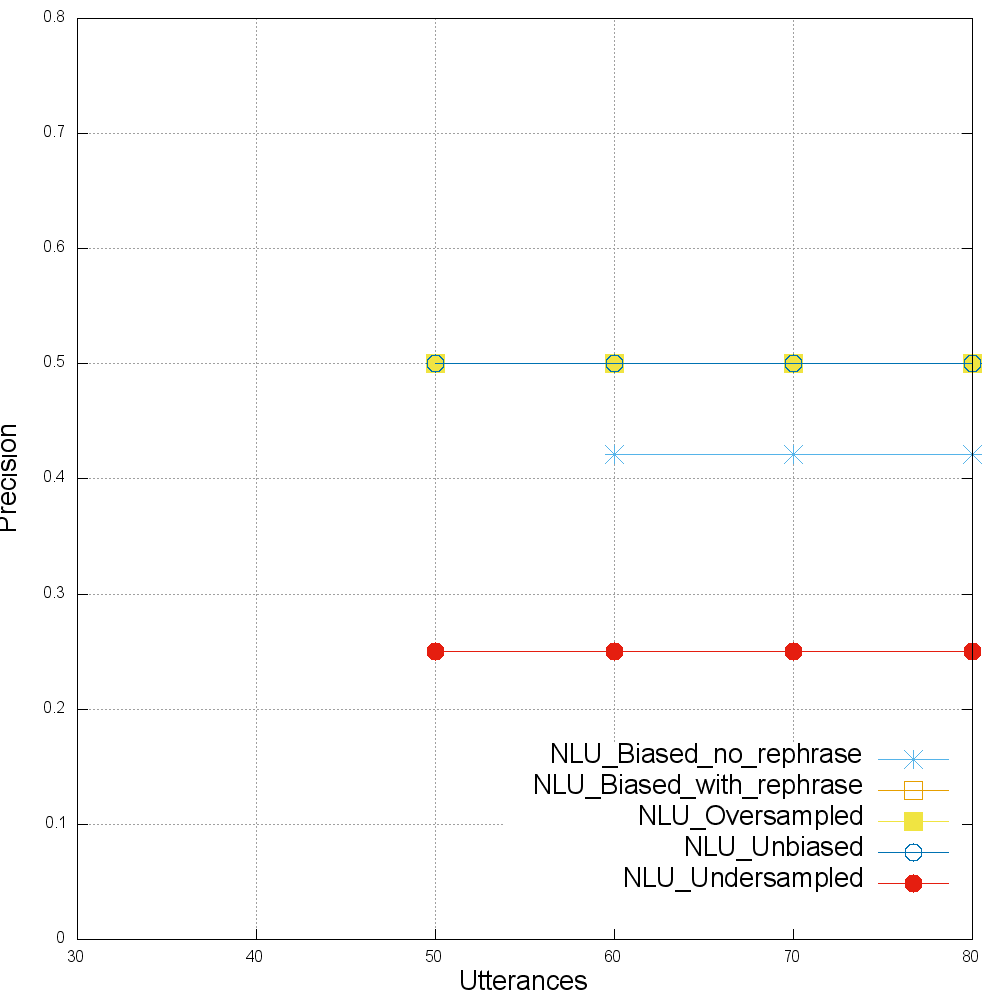 0.8
0.7
0.6
0.5
0.4
0.3
0.2
0.1
0
Precision
NLU_Biased_no_rephrase
NLU_Biased_with_rephrase
NLU_Oversampled
NLU_Unbiased
NLU_Undersampled
30 40 50 60 70 80
Utterances